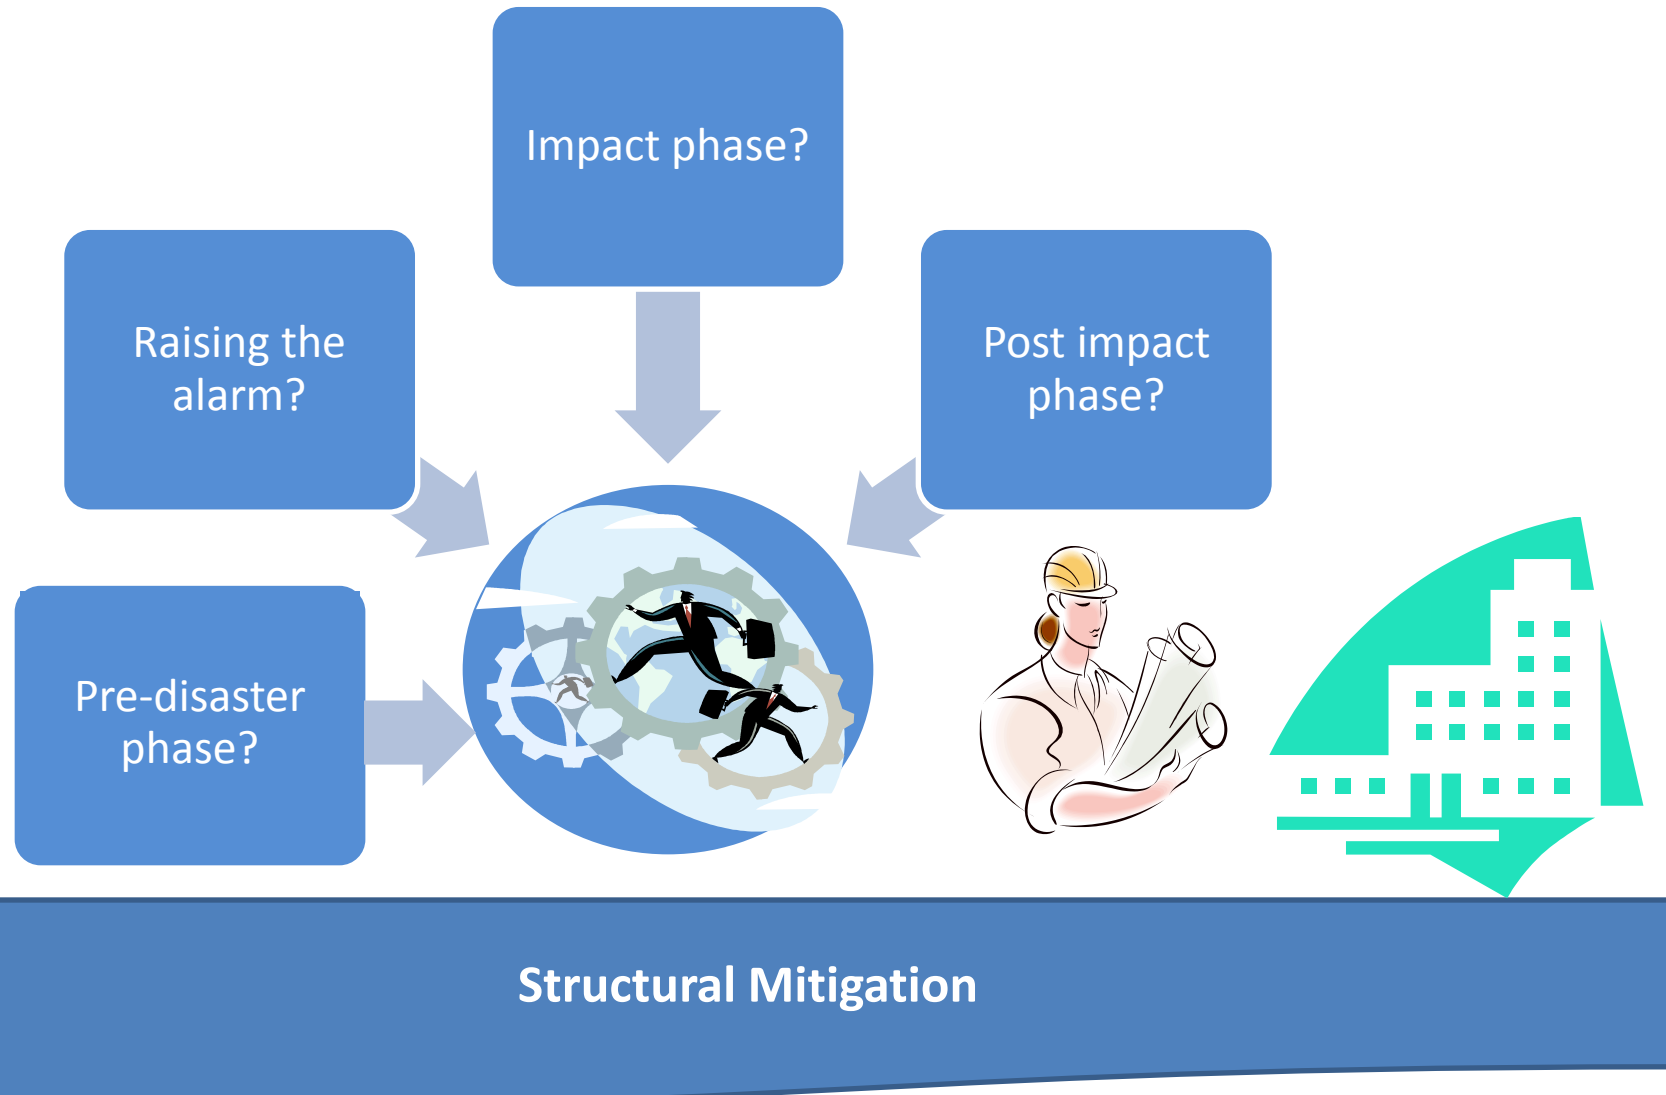 Impact phase?
Raising the
alarm?
Post impact
phase?
Pre-disaster
phase?
Structural Mitigation